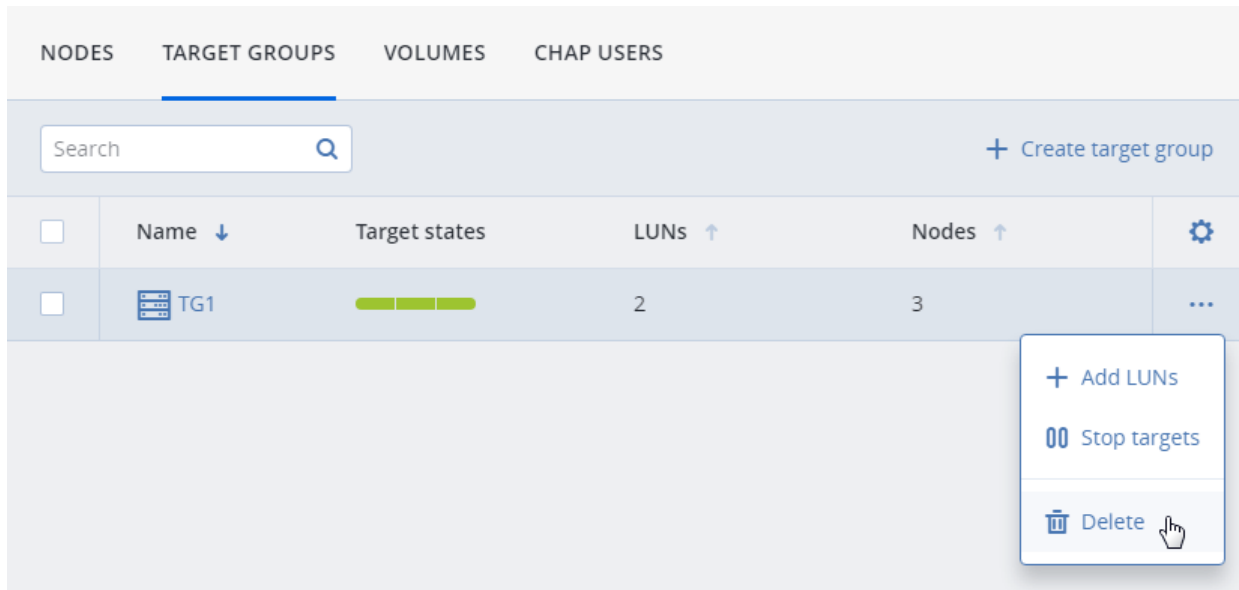 NODES TARGET GROUPS VOLUMES CHAP USERS
Search + Create target group
Name ↓ Target states LUNs ↑ Nodes ↑
TG1 2 3 ...
+ Add LUNs
Stop targets
Delete